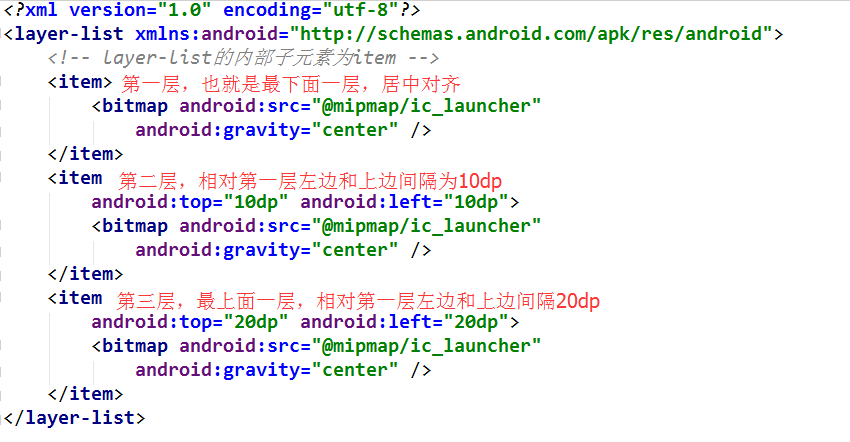 <?xml version="1.0" encoding="utf-8"?>
<layer-list xmlns:android="http://schemas.android.com/apk/res/android">
    <!-- layer-list的内部子元素为item -->
    <item> 第一层，也就是最下面一层，居中对齐
        <bitmap android:src="@mipmap/ic_launcher"
            android:gravity="center" />
    </item>
    <item 第二层，相对第一层左边和上边间隔为10dp
        android:top="10dp" android:left="10dp">
        <bitmap android:src="@mipmap/ic_launcher"
            android:gravity="center" />
    </item>
    <item 第三层，最上面一层，相对第一层左边和上边间隔20dp
        android:top="20dp" android:left="20dp">
        <bitmap android:src="@mipmap/ic_launcher"
            android:gravity="center" />
    </item>
</layer-list>